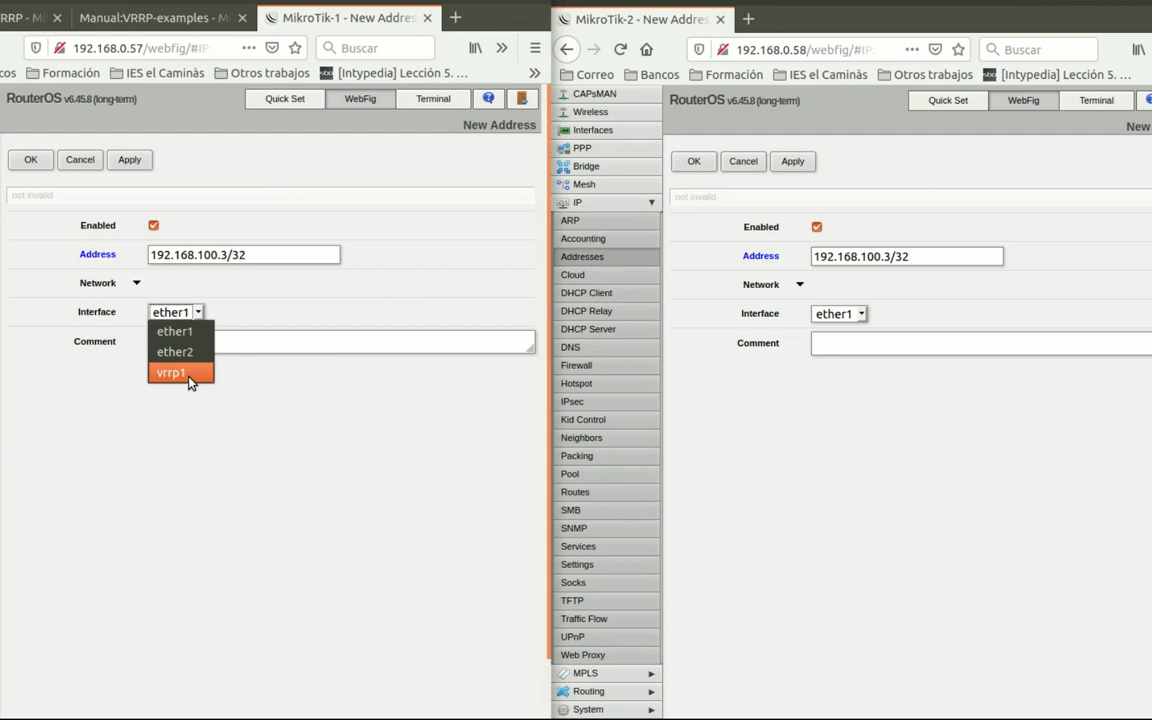 RRP - Mi
Manual:VRRP-examples - M
MikroTik-1 - New Addre
192.168.0.57/webfig/#IP
Buscar
cos
Formación
IES el Caminàs
Otros trabajos
[Intypedia] Lección 5. ...
RouterOS v6.45.8 (long-term)
Quick Set
WebFig
Terminal
New Address
OK
Cancel
Apply
not invalid
Enabled
Address
192.168.100.3/32
Network
Interface
ether1
ether1
ether2
vrrp1
Comment
MikroTik-2 - New Addres
192.168.0.58/webfig/#IP
Buscar
Correo
Bancos
Formación
IES el Caminàs
Otros trabajos
[Intypedia] Lección 5. ...
CAPsMAN
Wireless
Interfaces
PPP
Bridge
Mesh
IP
ARP
Accounting
Addresses
Cloud
DHCP Client
DHCP Relay
DHCP Server
DNS
Firewall
Hotspot
IPsec
Kid Control
Neighbors
Packing
Pool
Routes
SMB
SNMP
Services
Settings
Socks
TFTP
Traffic Flow
UPnP
Web Proxy
MPLS
Routing
System
RouterOS v6.45.8 (long-term)
Quick Set
WebFig
Terminal
New
OK
Cancel
Apply
not invalid
Enabled
Address
192.168.100.3/32
Network
Interface
ether1
Comment